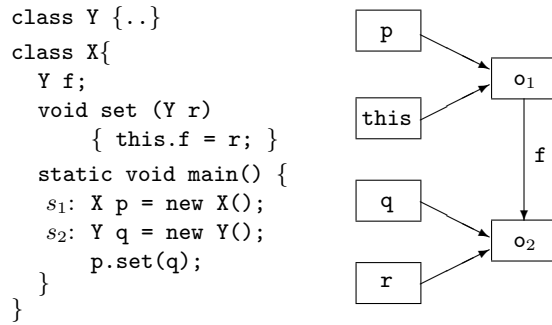 class Y {..}
class X{
Y f;
void set (Y r)
{ this.f = r; }
static void main() {
s₁: X p = new X();
s₂: Y q = new Y();
p.set(q);
}
}
p
o₁
this
f
q
o₂
r